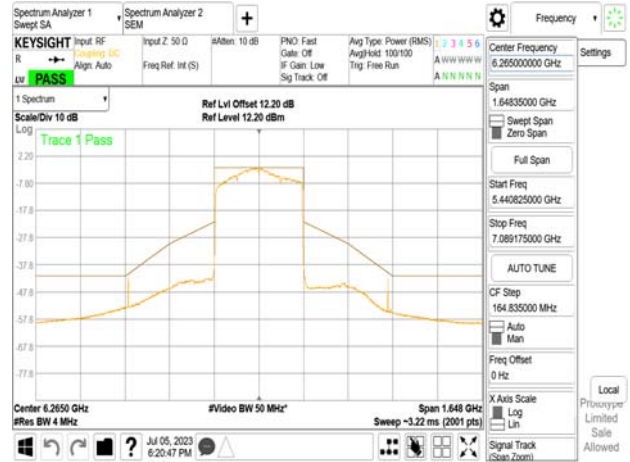 Spectrum Analyzer 1
Swept SA
Spectrum Analyzer 2
SEM
+
Frequency
KEYSIGHT
R
LV PASS
Input: RF
Coupling: DC
Align: Auto
Input Z: 50 Ω
Freq Ref: Int (S)
#Atten: 10 dB
PNO: Fast
Gate: Off
IF Gain: Low
Sig Track: Off
Avg Type: Power (RMS)
Avg|Hold: 100/100
Trig: Free Run
1 2 3 4 5 6
A W W W W W
A N N N N N
1 Spectrum
Scale/Div 10 dB
Ref Lvl Offset 12.20 dB
Ref Level 12.20 dBm
Log
Trace 1 Pass
2.20
-7.80
-17.8
-27.8
-37.8
-47.8
-57.8
-67.8
-77.8
Center 6.2650 GHz
#Res BW 4 MHz
#Video BW 50 MHz*
Span 1.648 GHz
Sweep ~3.22 ms (2001 pts)
?
Jul 05, 2023
6:20:47 PM
Center Frequency
6.265000000 GHz
Settings
Span
1.64835000 GHz
Swept Span
Zero Span
Full Span
Start Freq
5.440825000 GHz
Stop Freq
7.089175000 GHz
AUTO TUNE
CF Step
164.835000 MHz
Auto
Man
Freq Offset
0 Hz
X Axis Scale
Log
Lin
Signal Track
(Span Zoom)
Local
Prototype
Limited
Sale
Allowed